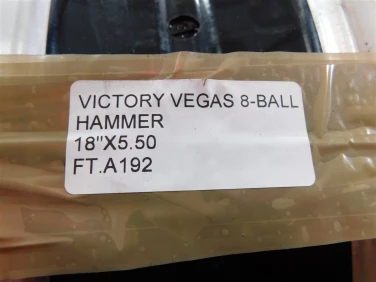 VICTORY VEGAS 8-BALL
HAMMER
18"X5.50
FT.A192